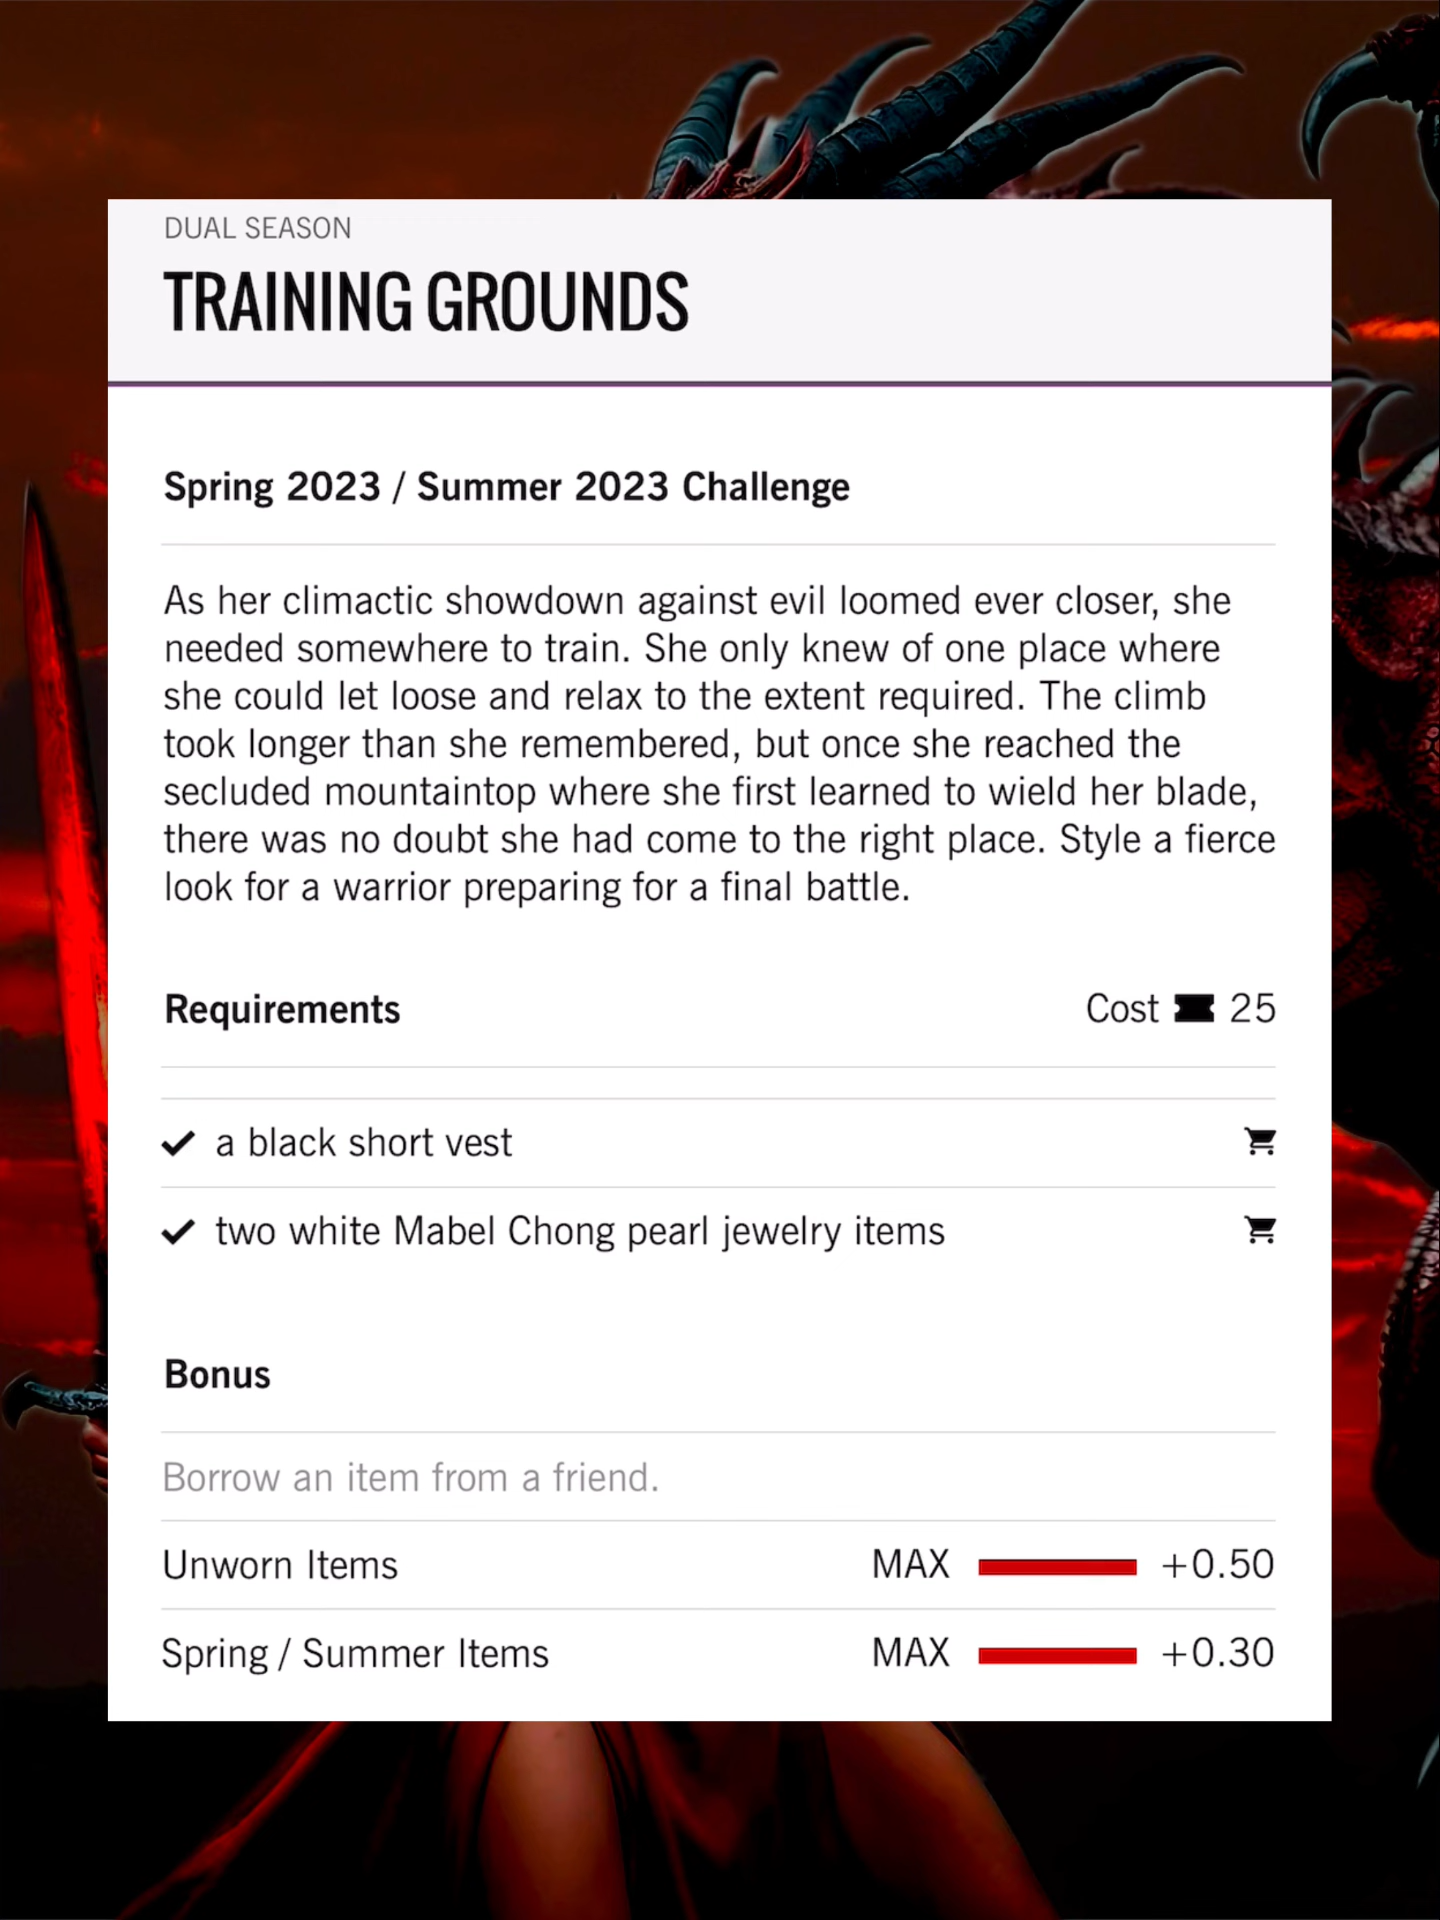 DUAL SEASON
TRAINING GROUNDS
Spring 2023 / Summer 2023 Challenge
As her climactic showdown against evil loomed ever closer, she
needed somewhere to train. She only knew of one place where
she could let loose and relax to the extent required. The climb
took longer than she remembered, but once she reached the
secluded mountaintop where she first learned to wield her blade,
there was no doubt she had come to the right place. Style a fierce
look for a warrior preparing for a final battle.
Requirements Cost 25
a black short vest
two white Mabel Chong pearl jewelry items
Bonus
Borrow an item from a friend.
Unworn Items MAX +0.50
Spring / Summer Items MAX +0.30